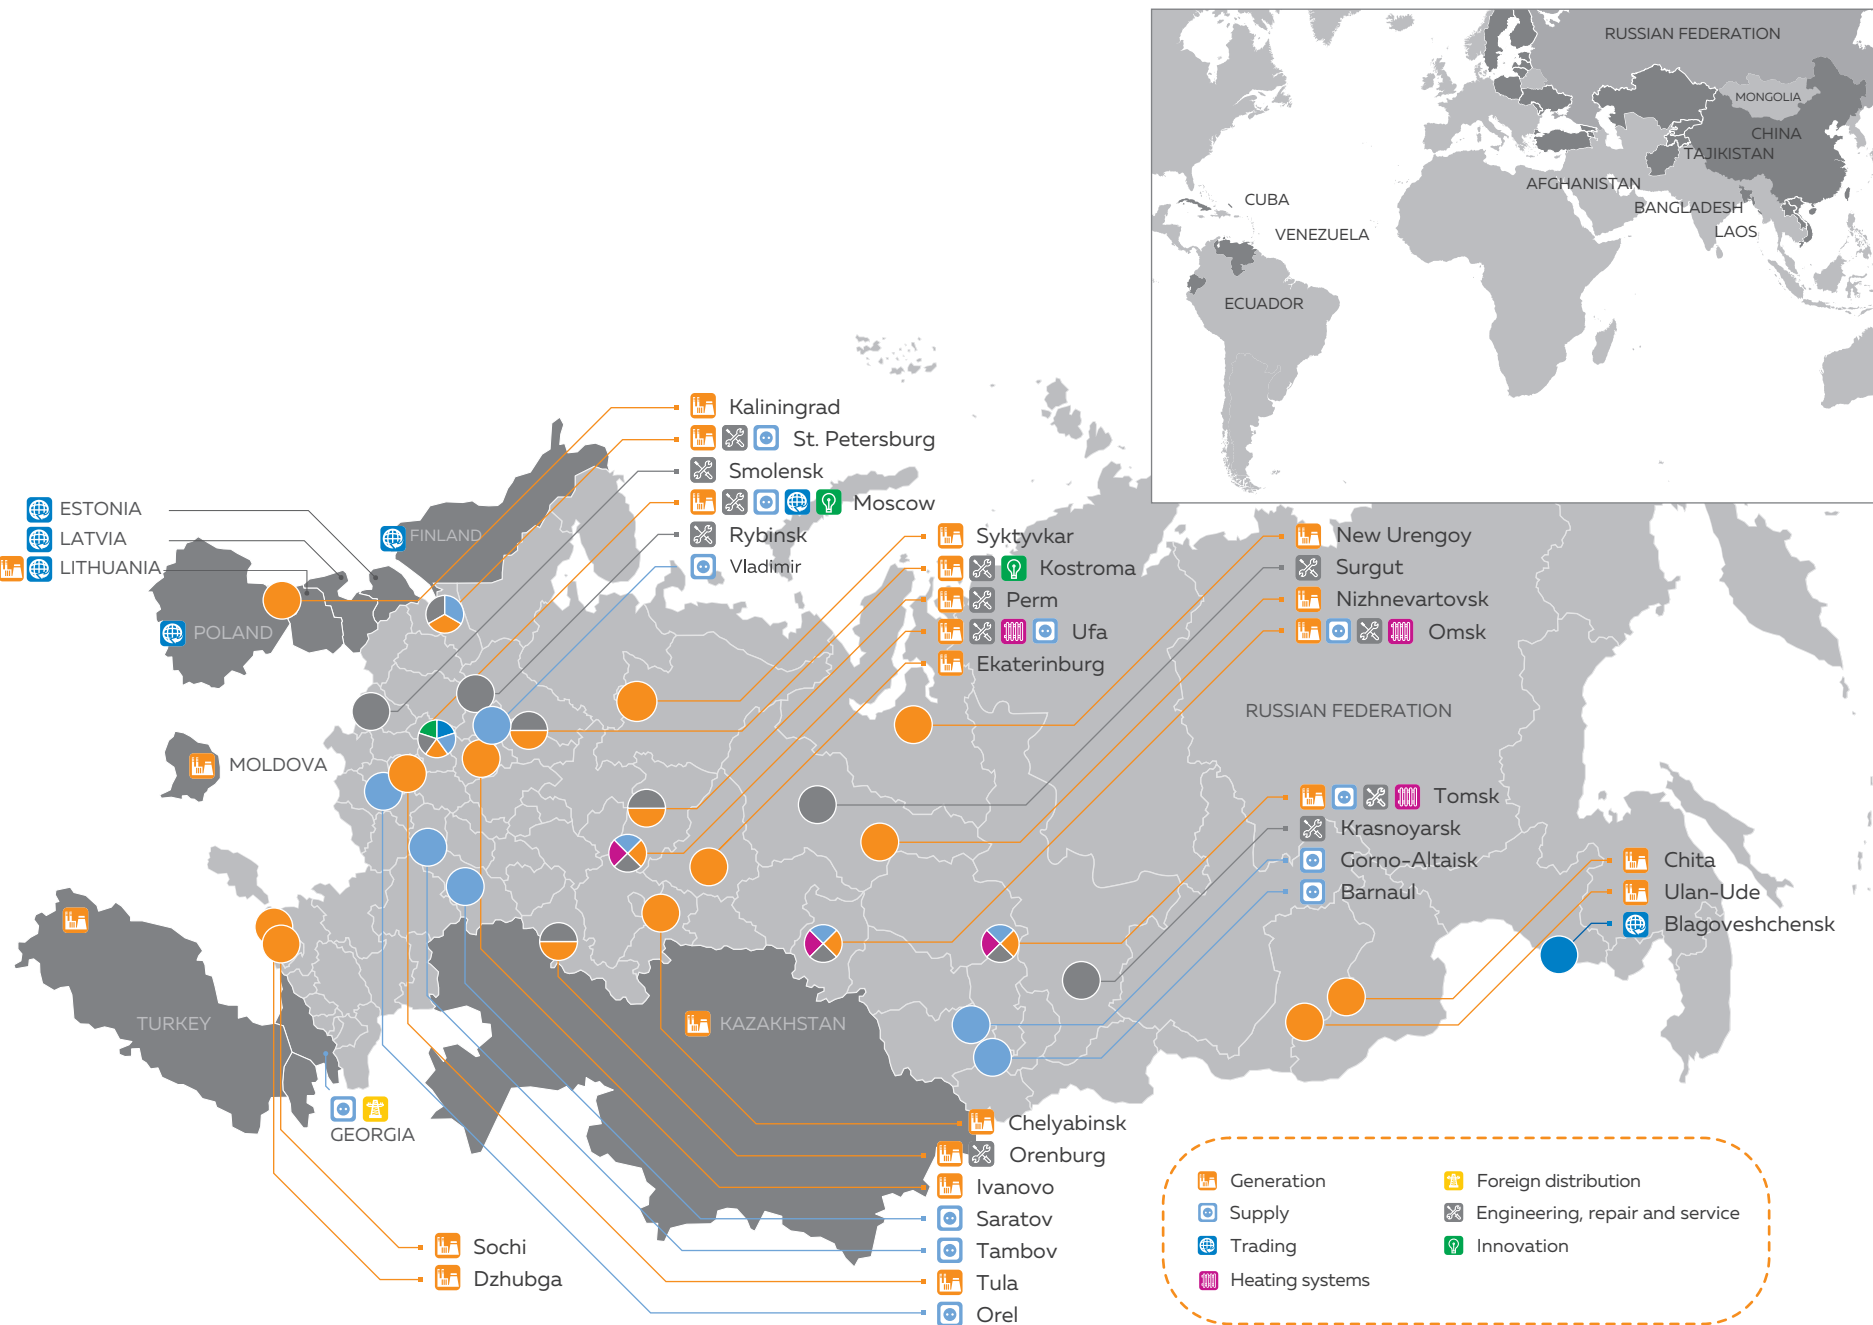 RUSSIAN FEDERATION
MONGOLIA
CHINA
TAJIKISTAN
AFGHANISTAN
BANGLADESH
LAOS
CUBA
VENEZUELA
ECUADOR
Kaliningrad
St. Petersburg
Smolensk
Moscow
Rybinsk
Vladimir
ESTONIA
LATVIA
LITHUANIA
FINLAND
POLAND
MOLDOVA
Syktyvkar
Kostroma
Perm
Ufa
Ekaterinburg
New Urengoy
Surgut
Nizhnevartovsk
Omsk
RUSSIAN FEDERATION
Tomsk
Krasnoyarsk
Gorno-Altaisk
Barnaul
Chita
Ulan-Ude
Blagoveshchensk
TURKEY
KAZAKHSTAN
GEORGIA
Chelyabinsk
Orenburg
Ivanovo
Saratov
Tambov
Tula
Orel
Sochi
Dzhubga
Generation
Supply
Trading
Heating systems
Foreign distribution
Engineering, repair and service
Innovation